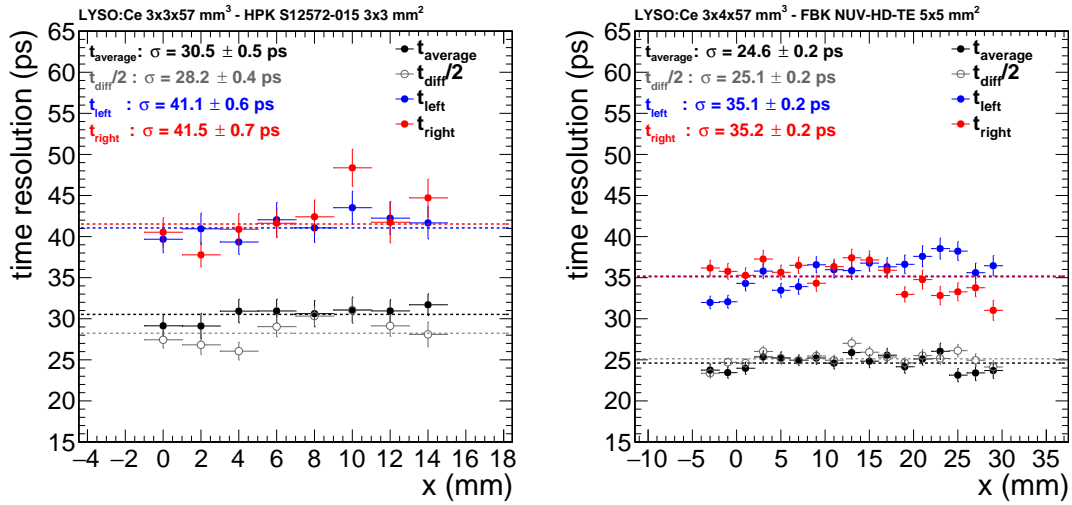 LYSO:Ce 3x3x57 mm³ - HPK S12572-015 3x3 mm²
time resolution (ps)
65
60
55
50
45
40
35
30
25
20
15
t_average: σ = 30.5 ± 0.5 ps
t_diff/2: σ = 28.2 ± 0.4 ps
t_left : σ = 41.1 ± 0.6 ps
t_right : σ = 41.5 ± 0.7 ps
t_average
t_diff/2
t_left
t_right
−4 −2 0 2 4 6 8 10 12 14 16 18
x (mm)
LYSO:Ce 3x4x57 mm³ - FBK NUV-HD-TE 5x5 mm²
time resolution (ps)
65
60
55
50
45
40
35
30
25
20
15
t_average: σ = 24.6 ± 0.2 ps
t_diff/2: σ = 25.1 ± 0.2 ps
t_left : σ = 35.1 ± 0.2 ps
t_right : σ = 35.2 ± 0.2 ps
t_average
t_diff/2
t_left
t_right
−10 −5 0 5 10 15 20 25 30 35
x (mm)